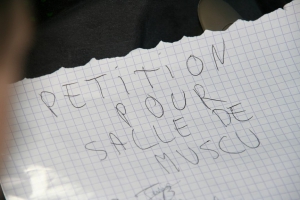 PETITION
POUR
SALLE DE
MUSCU